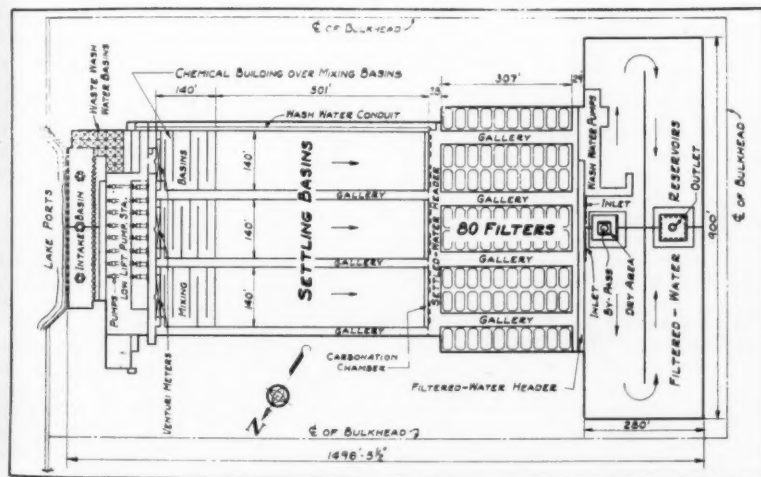 ℄ OF BULKHEAD
CHEMICAL BUILDING OVER MIXING BASINS
307'
140'
501'
WASH WATER CONDUIT
WASTE WASH
WATER BASINS
LAKE PORTS
INTAKE BASIN
PUMPS
LOW LIFT PUMP. STA.
BASINS
MIXING
140'
140'
140'
GALLERY
GALLERY
GALLERY
SETTLING BASINS
SETTLED-WATER HEADER
GALLERY
GALLERY
80 FILTERS
GALLERY
GALLERY
WASH WATER PUMPS
INLET
INLET
BY-PASS
DRY AREA
FILTERED-WATER RESERVOIRS
OUTLET
900'
℄ OF BULKHEAD
VENTURI METERS
N
CARBONATION
CHAMBER
FILTERED-WATER HEADER
℄ OF BULKHEAD
280'
1498'-5½"